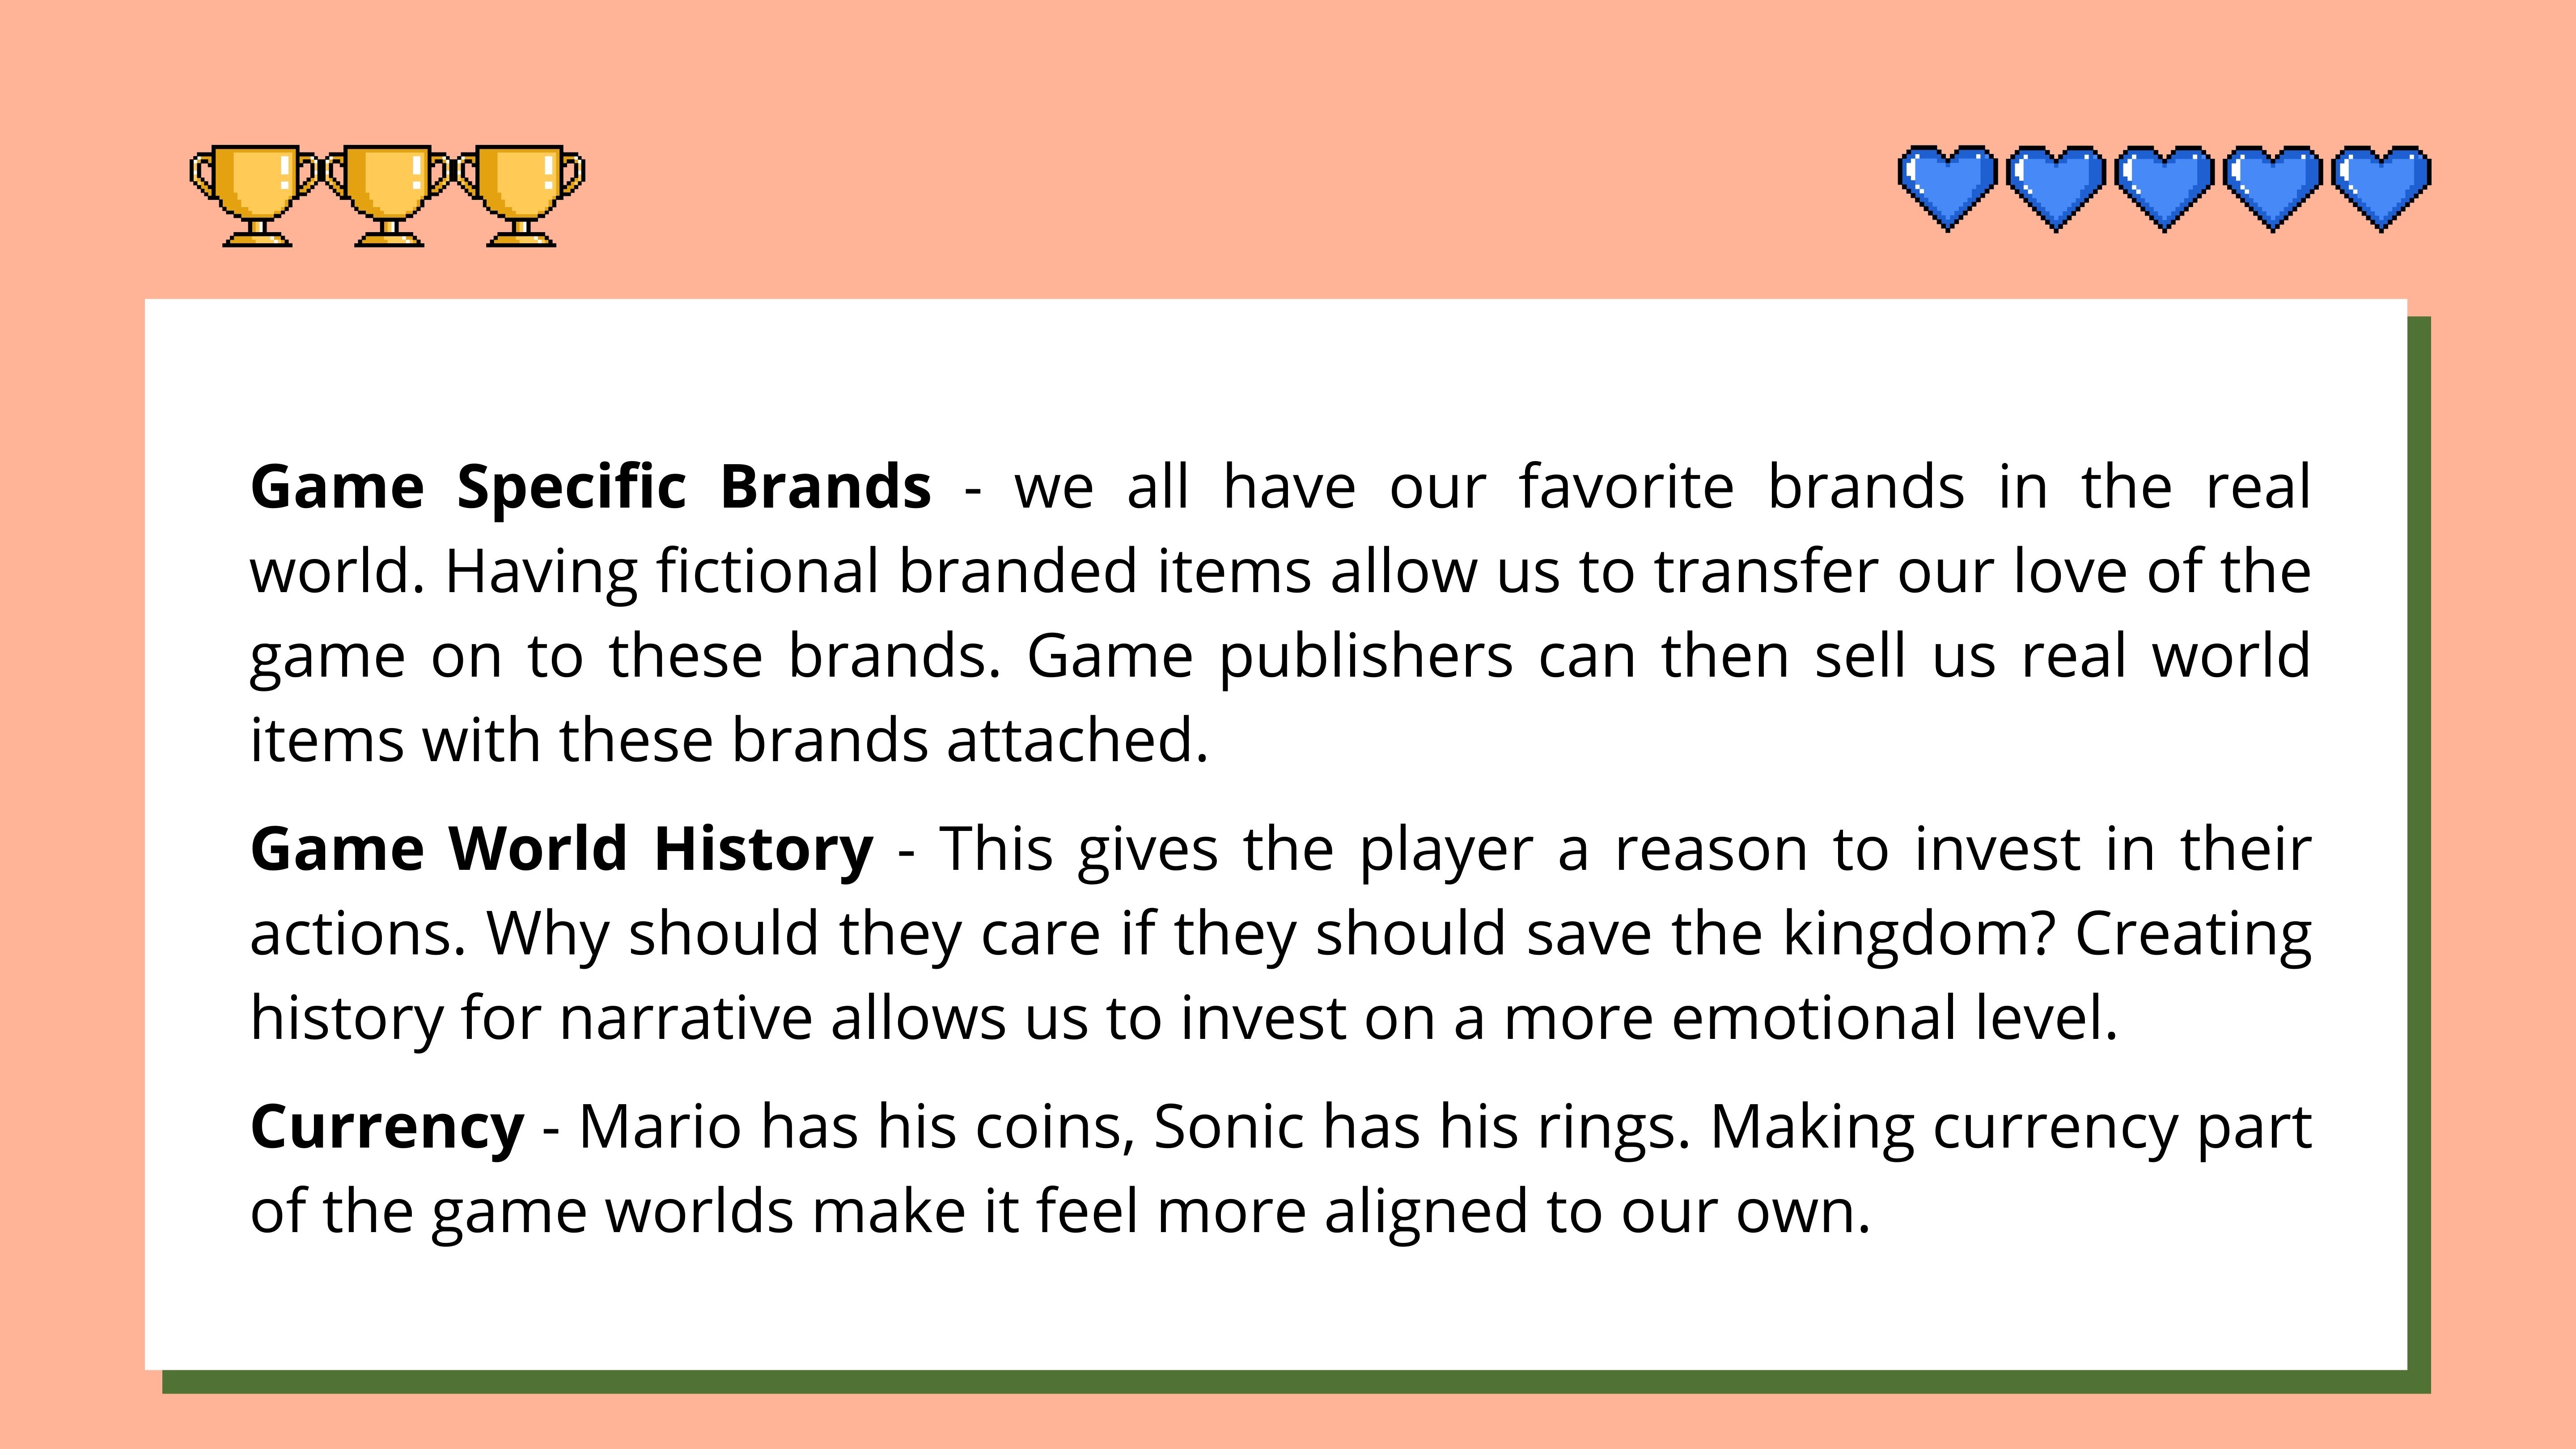 Game Specific Brands - we all have our favorite brands in the real
world. Having fictional branded items allow us to transfer our love of the
game on to these brands. Game publishers can then sell us real world
items with these brands attached.
Game World History - This gives the player a reason to invest in their
actions. Why should they care if they should save the kingdom? Creating
history for narrative allows us to invest on a more emotional level.
Currency - Mario has his coins, Sonic has his rings. Making currency part
of the game worlds make it feel more aligned to our own.